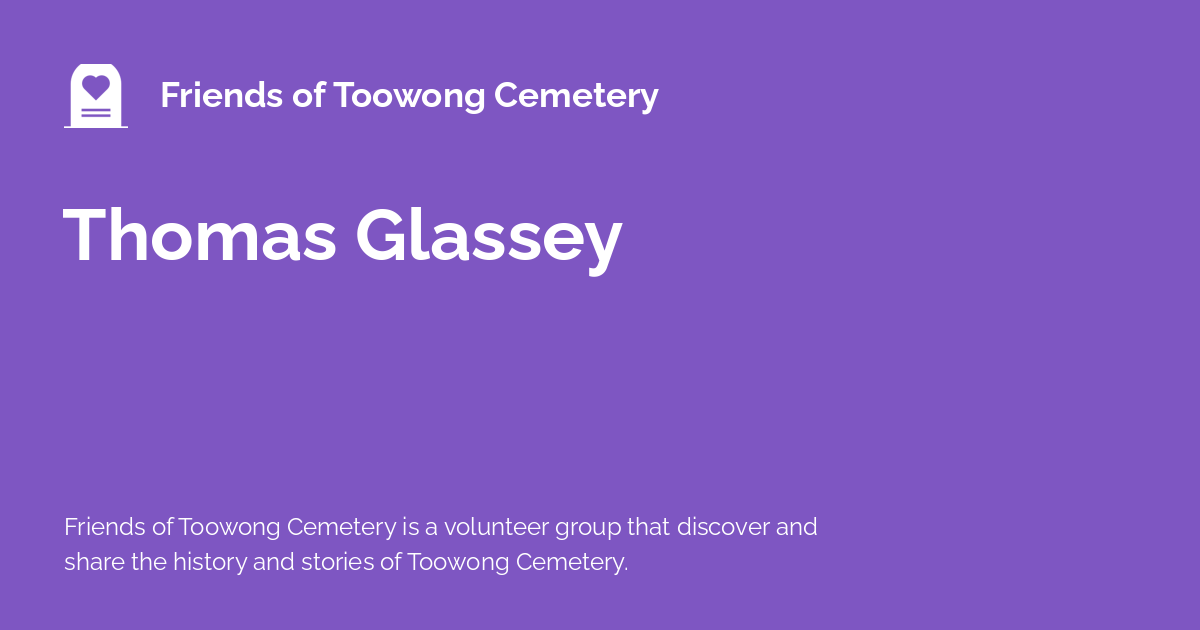 Friends of Toowong Cemetery
Thomas Glassey
Friends of Toowong Cemetery is a volunteer group that discover and
share the history and stories of Toowong Cemetery.